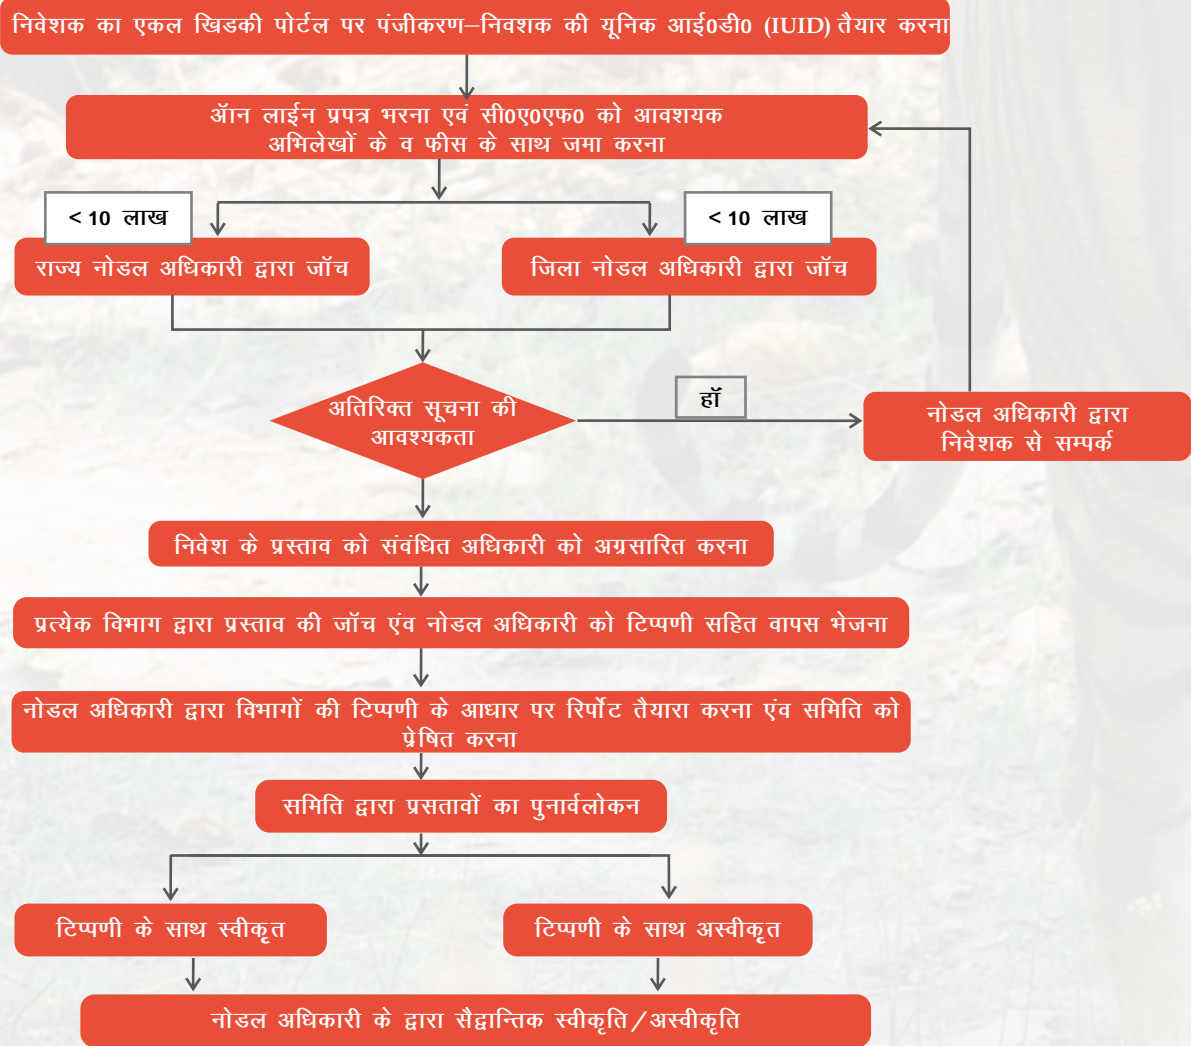 निवेशक का एकल खिडकी पोर्टल पर पंजीकरण–निवशक की यूनिक आई0डी0 (IUID) तैयार करना
ऑन लाईन प्रपत्र भरना एवं सी0ए0एफ0 को आवशयक
अभिलेखों के व फीस के साथ जमा करना
< 10 लाख
< 10 लाख
राज्य नोडल अधिकारी द्वारा जॉच
जिला नोडल अधिकारी द्वारा जॉच
अतिरिक्त सूचना की
आवश्यकता
हॉ
नोडल अधिकारी द्वारा
निवेशक से सम्पर्क
निवेश के प्रस्ताव को संबंधित अधिकारी को अग्रसारित करना
प्रत्येक विभाग द्वारा प्रस्ताव की जॉच एंव नोडल अधिकारी को टिप्पणी सहित वापस भेजना
नोडल अधिकारी द्वारा विभागों की टिप्पणी के आधार पर रिर्पोट तैयारा करना एंव समिति को
प्रेषित करना
समिति द्वारा प्रसतावों का पुनार्वलोकन
टिप्पणी के साथ स्वीकृत
टिप्पणी के साथ अस्वीकृत
नोडल अधिकारी के द्वारा सैद्वान्तिक स्वीकृति/अस्वीकृति